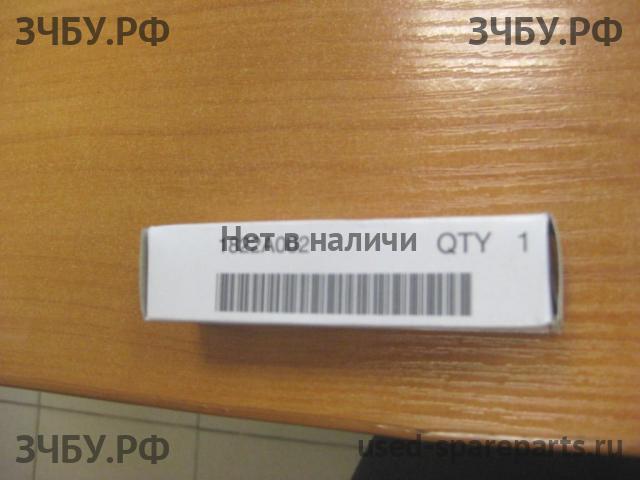 ЗЧБУ.РФ ЗЧБУ.РФ
Нет в наличи
QTY 1
ЗЧБУ.РФ used-spareparts.ru